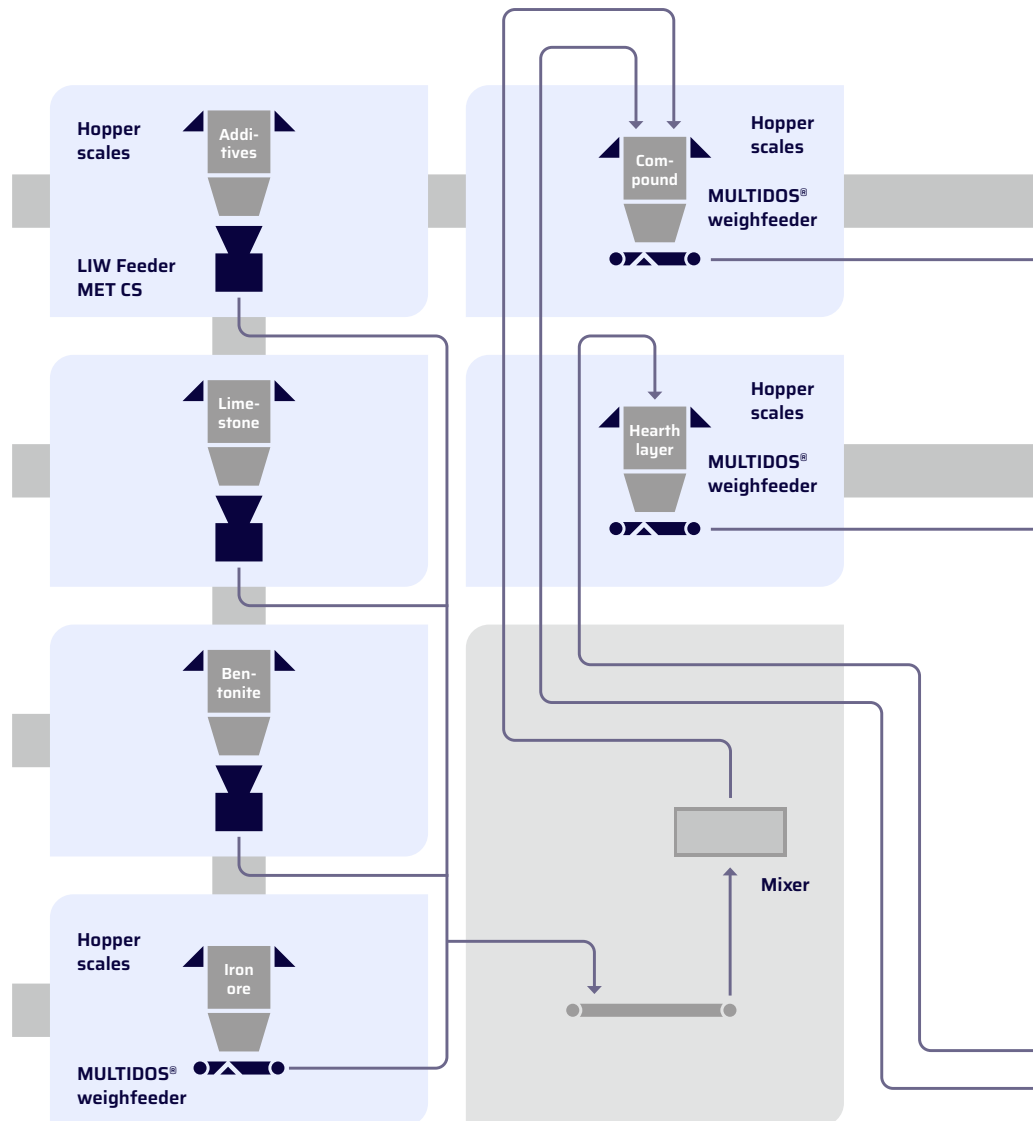 Hopper
scales
Addi-
tives
LIW Feeder
MET CS
Lime-
stone
Ben-
tonite
Hopper
scales
Iron
ore
MULTIDOS®
weighfeeder
Com-
pound
Hopper
scales
MULTIDOS®
weighfeeder
Hearth
layer
Hopper
scales
MULTIDOS®
weighfeeder
Mixer